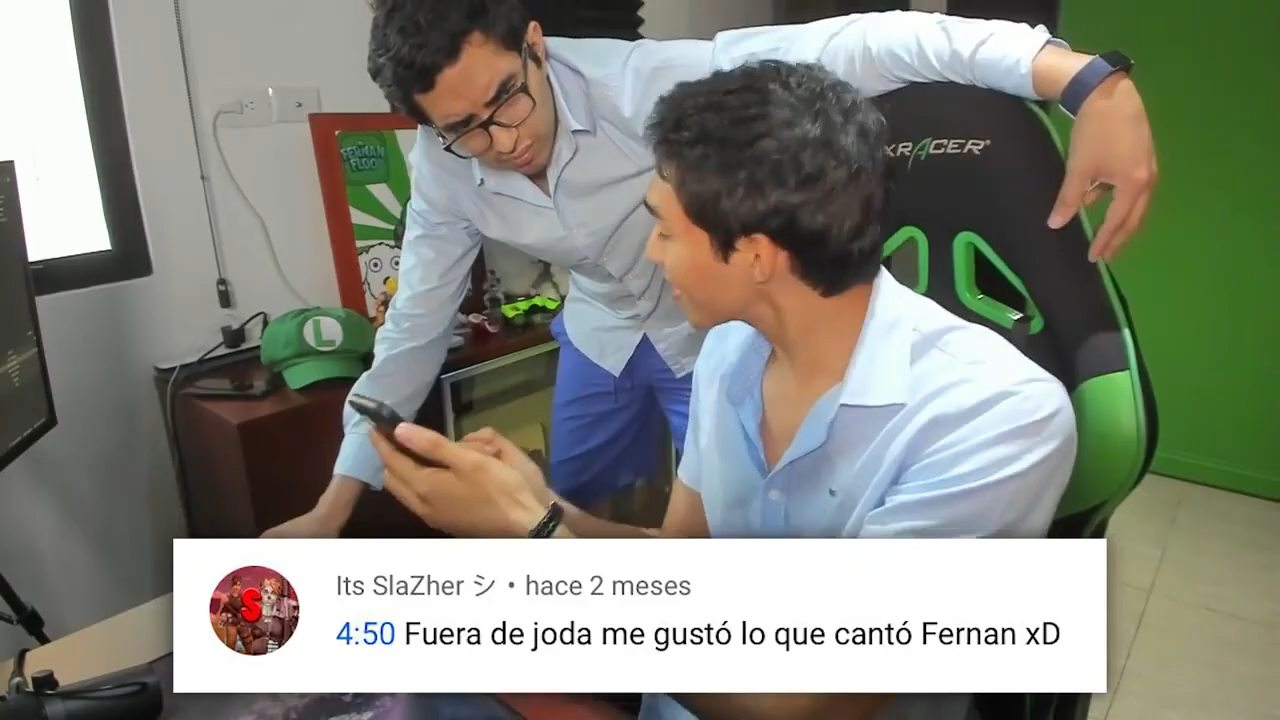 XRACER
FERNAN
FLOO
L
S
Its SlaZher シ • hace 2 meses
4:50 Fuera de joda me gustó lo que cantó Fernan xD